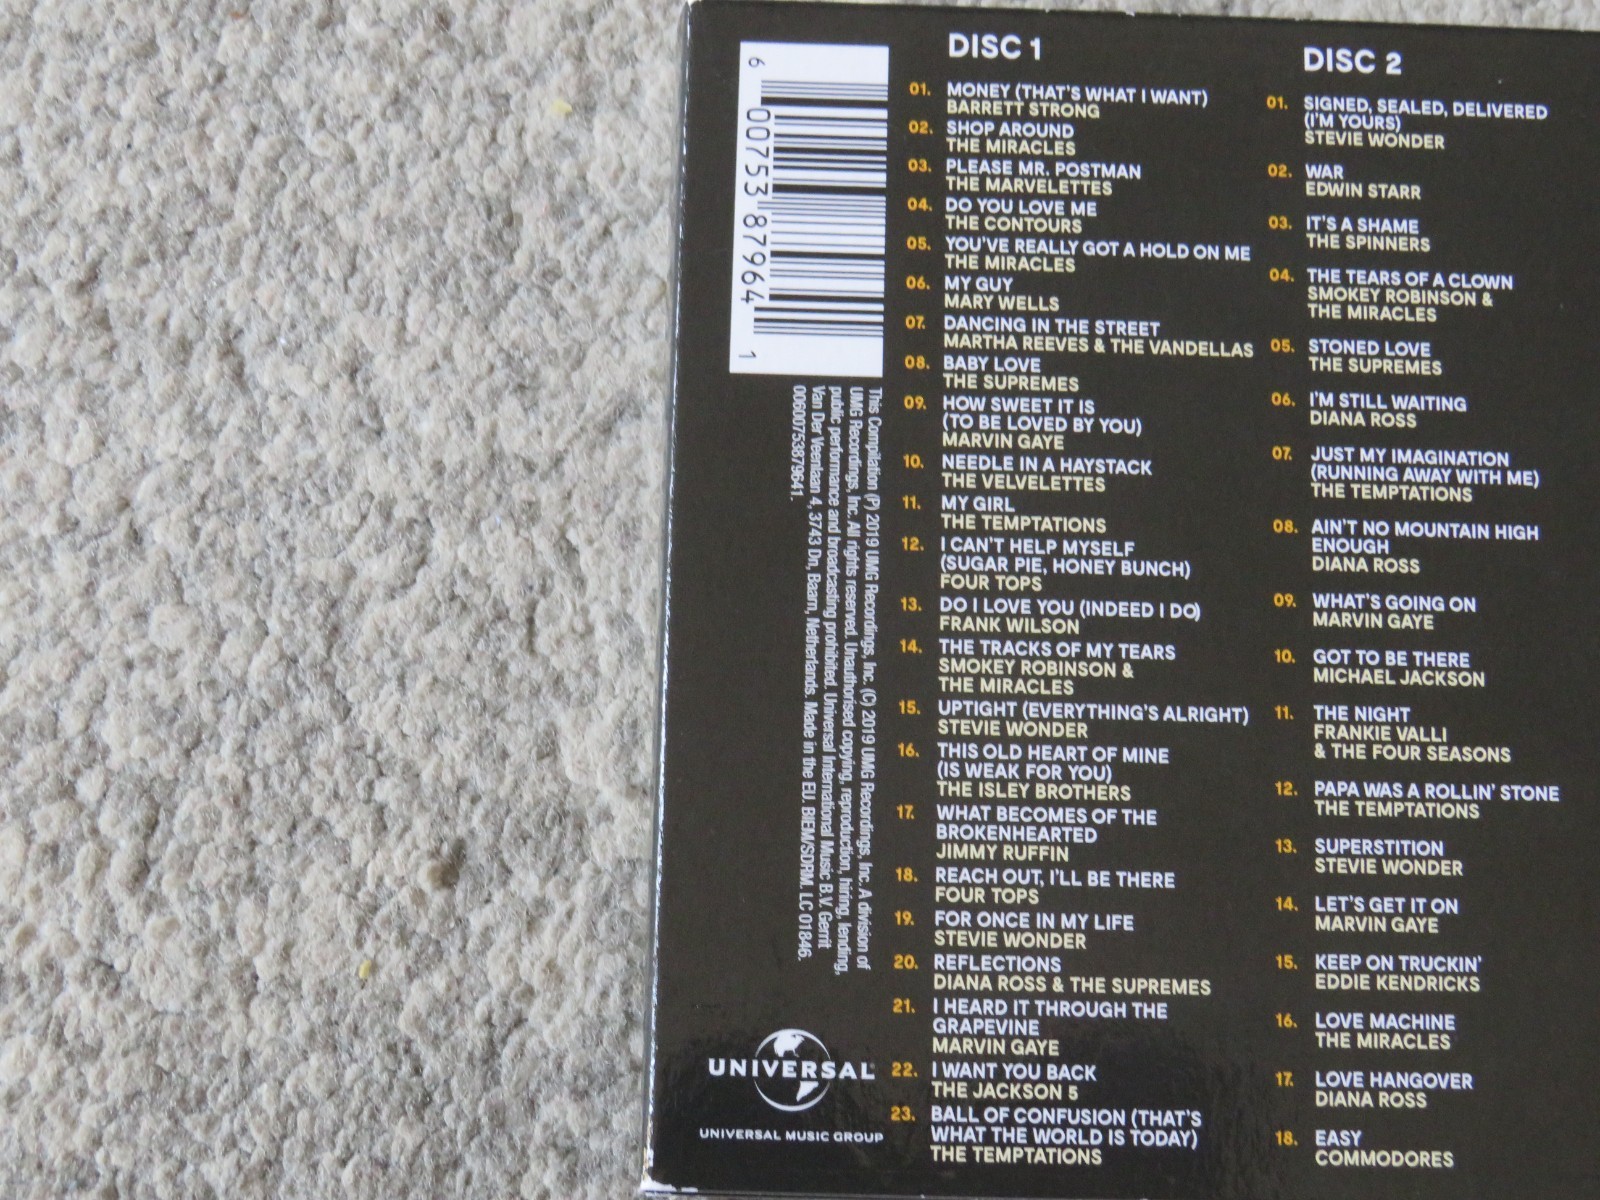 6 00753 87964 1
This Compilation (P) 2019 UMG Recordings, Inc. (C) 2019 UMG Recordings, Inc. A division of
UMG Recordings, Inc. All rights reserved. Unauthorised copying, reproduction, hiring, lending,
public performance and broadcasting prohibited. Universal International Music B.V. Gerrit
Van Der Veenlaan 4, 3743 Dn, Baarn, Netherlands. Made in the EU. BIEM/SDRM. LC 01846.
00600753879641.
UNIVERSAL
UNIVERSAL MUSIC GROUP
DISC 1
01. MONEY (THAT'S WHAT I WANT)
BARRETT STRONG
02. SHOP AROUND
THE MIRACLES
03. PLEASE MR. POSTMAN
THE MARVELETTES
04. DO YOU LOVE ME
THE CONTOURS
05. YOU'VE REALLY GOT A HOLD ON ME
THE MIRACLES
06. MY GUY
MARY WELLS
07. DANCING IN THE STREET
MARTHA REEVES & THE VANDELLAS
08. BABY LOVE
THE SUPREMES
09. HOW SWEET IT IS
(TO BE LOVED BY YOU)
MARVIN GAYE
10. NEEDLE IN A HAYSTACK
THE VELVELETTES
11. MY GIRL
THE TEMPTATIONS
12. I CAN'T HELP MYSELF
(SUGAR PIE, HONEY BUNCH)
FOUR TOPS
13. DO I LOVE YOU (INDEED I DO)
FRANK WILSON
14. THE TRACKS OF MY TEARS
SMOKEY ROBINSON &
THE MIRACLES
15. UPTIGHT (EVERYTHING'S ALRIGHT)
STEVIE WONDER
16. THIS OLD HEART OF MINE
(IS WEAK FOR YOU)
THE ISLEY BROTHERS
17. WHAT BECOMES OF THE
BROKENHEARTED
JIMMY RUFFIN
18. REACH OUT, I'LL BE THERE
FOUR TOPS
19. FOR ONCE IN MY LIFE
STEVIE WONDER
20. REFLECTIONS
DIANA ROSS & THE SUPREMES
21. I HEARD IT THROUGH THE
GRAPEVINE
MARVIN GAYE
22. I WANT YOU BACK
THE JACKSON 5
23. BALL OF CONFUSION (THAT'S
WHAT THE WORLD IS TODAY)
THE TEMPTATIONS
DISC 2
01. SIGNED, SEALED, DELIVERED
(I'M YOURS)
STEVIE WONDER
02. WAR
EDWIN STARR
03. IT'S A SHAME
THE SPINNERS
04. THE TEARS OF A CLOWN
SMOKEY ROBINSON &
THE MIRACLES
05. STONED LOVE
THE SUPREMES
06. I'M STILL WAITING
DIANA ROSS
07. JUST MY IMAGINATION
(RUNNING AWAY WITH ME)
THE TEMPTATIONS
08. AIN'T NO MOUNTAIN HIGH
ENOUGH
DIANA ROSS
09. WHAT'S GOING ON
MARVIN GAYE
10. GOT TO BE THERE
MICHAEL JACKSON
11. THE NIGHT
FRANKIE VALLI
& THE FOUR SEASONS
12. PAPA WAS A ROLLIN' STONE
THE TEMPTATIONS
13. SUPERSTITION
STEVIE WONDER
14. LET'S GET IT ON
MARVIN GAYE
15. KEEP ON TRUCKIN'
EDDIE KENDRICKS
16. LOVE MACHINE
THE MIRACLES
17. LOVE HANGOVER
DIANA ROSS
18. EASY
COMMODORES